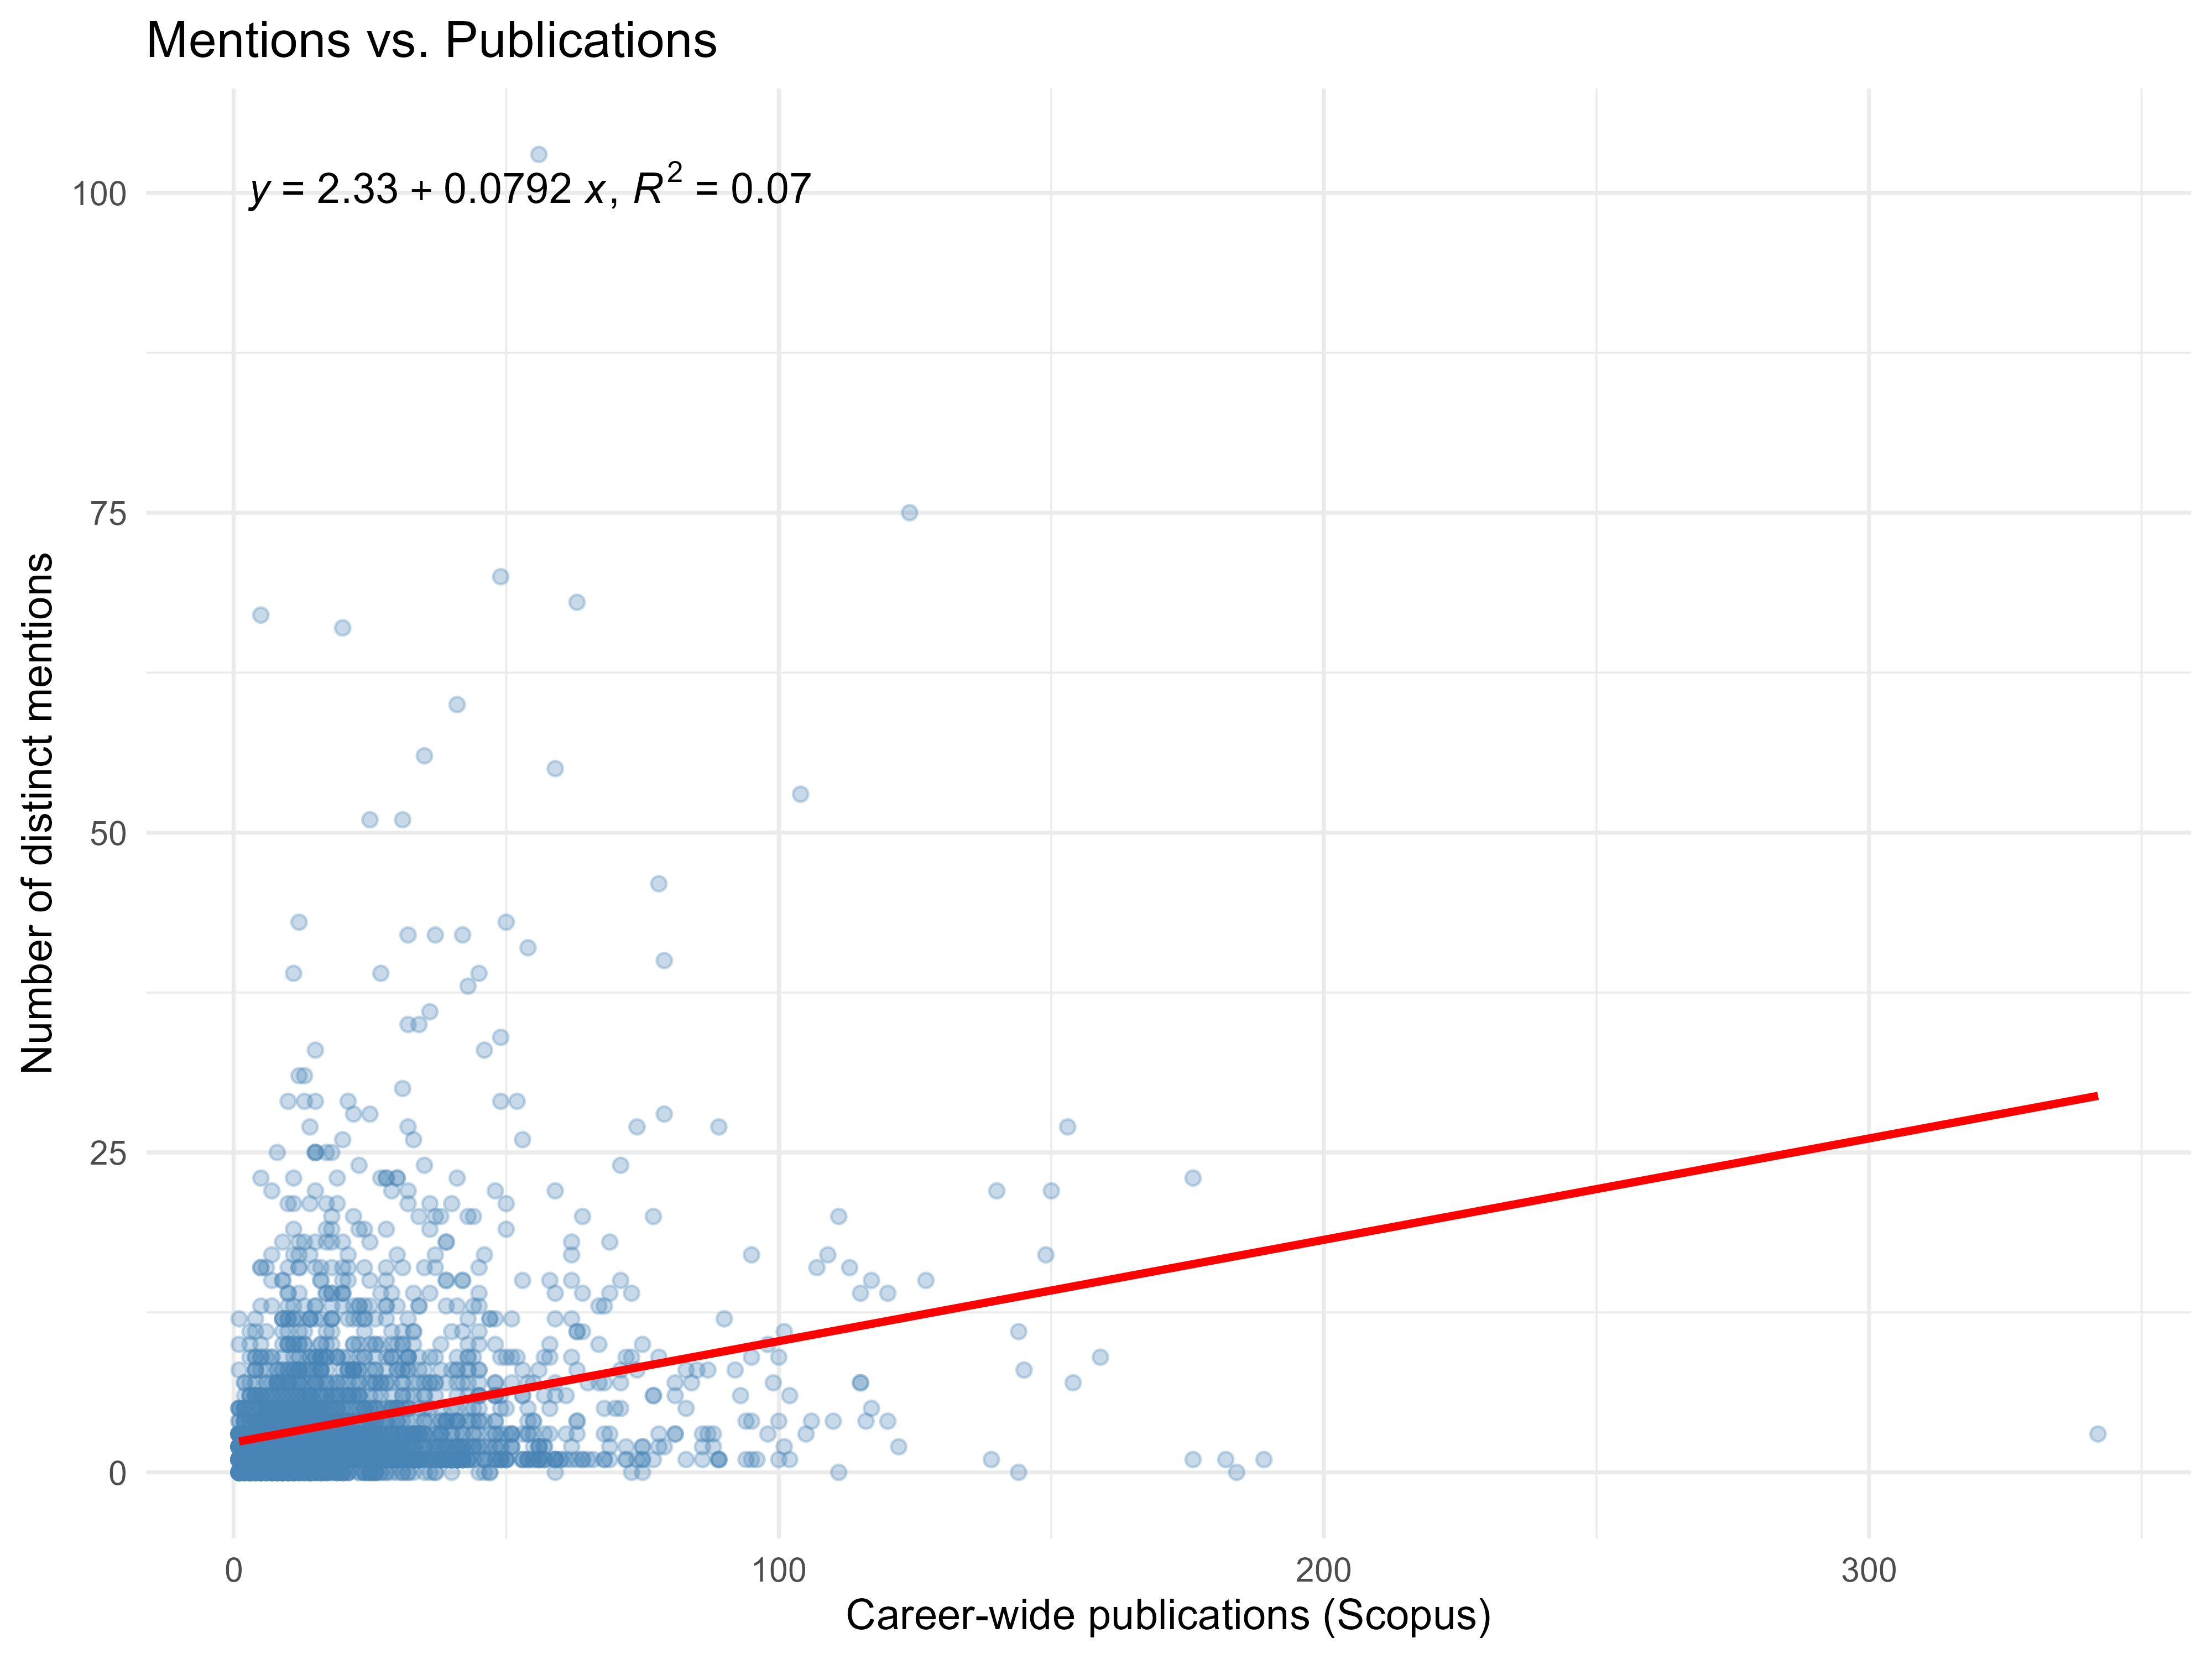 Mentions vs. Publications
y = 2.33 + 0.0792 x, R² = 0.07
Number of distinct mentions
100
75
50
25
0
0 100 200 300
Career-wide publications (Scopus)